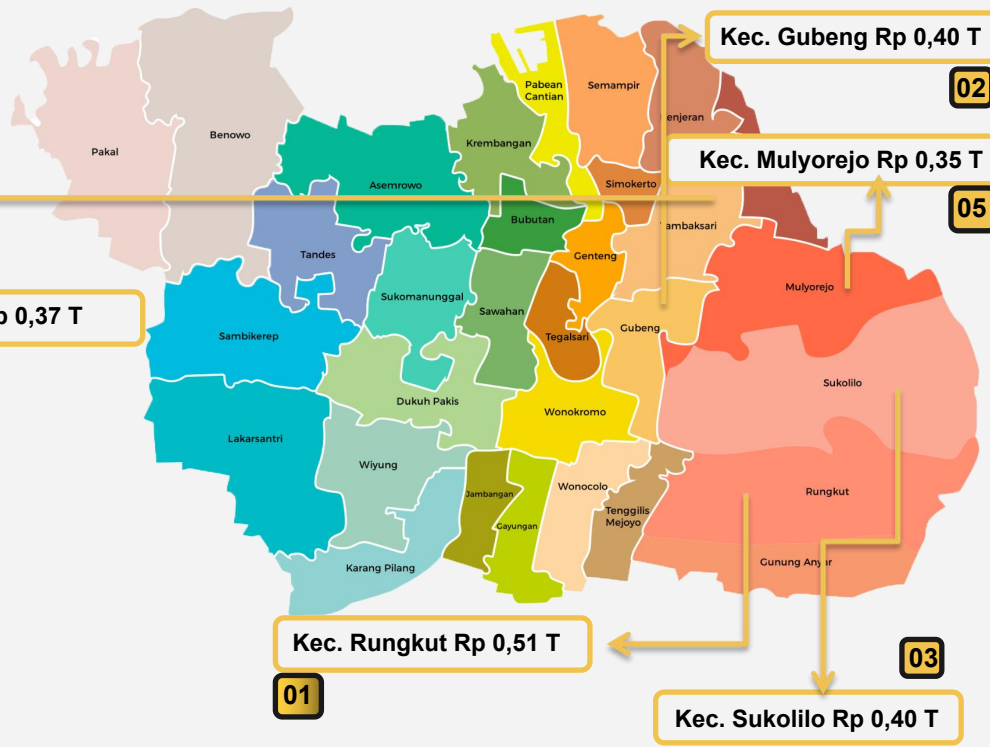 Kec. Gubeng Rp 0,40 T
02
Pabean
Cantian
Semampir
Benowo
Krembangan
Pakal
Kec. Mulyorejo Rp 0,35 T
05
Asemrowo
Simokerto
Bubutan
Tandes
Genteng
Mulyorejo
Sukomanunggal
0,37 T
Sawahan
Gubeng
Sambikerep
Tegalsari
Sukolilo
Dukuh Pakis
Wonokromo
Lakarsantri
Wiyung
Wonocolo
Rungkut
Jambangan
Tenggilis
Mejoyo
Gayungan
Karang Pilang
Gunung Anyar
Kec. Rungkut Rp 0,51 T
01
03
Kec. Sukolilo Rp 0,40 T